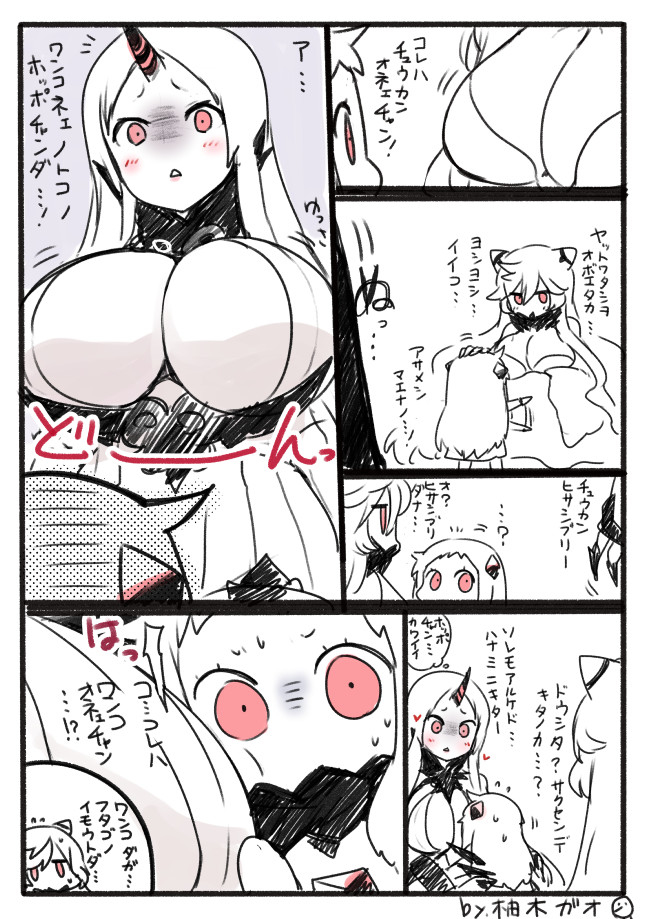 コレハ
チュウカン
オネェチャン!
ヤットワタシヨ
オボエタカ…
ヨシヨシ…
イイコ…
ぬっ…
アサメシ
マエナノ…!
チュウカン
ヒサシブリー
…?
オ?
ヒサシブリ
ダナ…
ア…
ワンコネェノトコノ
ホッポチャンダ…!
ゆっさ
どーんっ
ドウシタ?サクセンデ
キタノカ…?
ソレモアルケド…
ハナミニキター
ホッポ
チャン…
カワイイ
はっ
コ…コレハ
ワンコ
オネェチャン
…!?
ワンコダガ…
フタゴノ
イモウトダ…
by.柚木ガオ